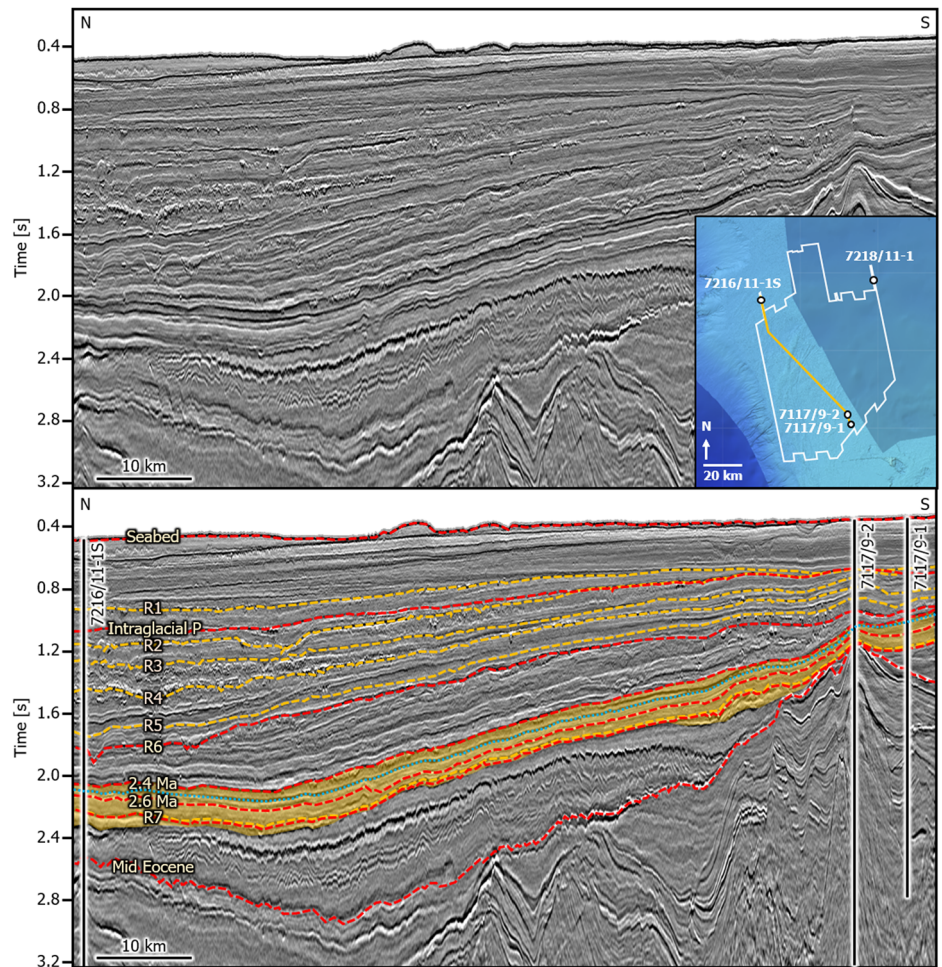 N
S
0.4
0.8
1.2
1.6
2.0
2.4
2.8
3.2
Time [s]
10 km
7216/11-1S
7218/11-1
7117/9-2
7117/9-1
N
20 km
N
S
0.4
0.8
1.2
1.6
2.0
2.4
2.8
3.2
Time [s]
7216/11-1S
7117/9-2
7117/9-1
Seabed
R1
Intraglacial P
R2
R3
R4
R5
R6
2.4 Ma
2.6 Ma
R7
Mid Eocene
10 km